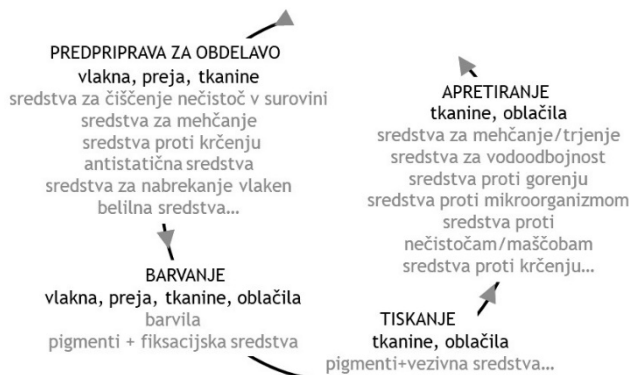 PREDPRIPRAVA ZA OBDELAVO
vlakna, preja, tkanine
sredstva za čiščenje nečistoč v surovini
sredstva za mehčanje
sredstva proti krčenju
antistatična sredstva
sredstva za nabrekanje vlaken
belilna sredstva...
BARVANJE
vlakna, preja, tkanine, oblačila
barvila
pigmenti + fiksacijska sredstva
TISKANJE
tkanine, oblačila
pigmenti+vezivna sredstva...
APRETIRANJE
tkanine, oblačila
sredstva za mehčanje/trjenje
sredstva za vodoodbojnost
sredstva proti gorenju
sredstva proti mikroorganizmom
sredstva proti
nečistočam/maščobam
sredstva proti krčenju...